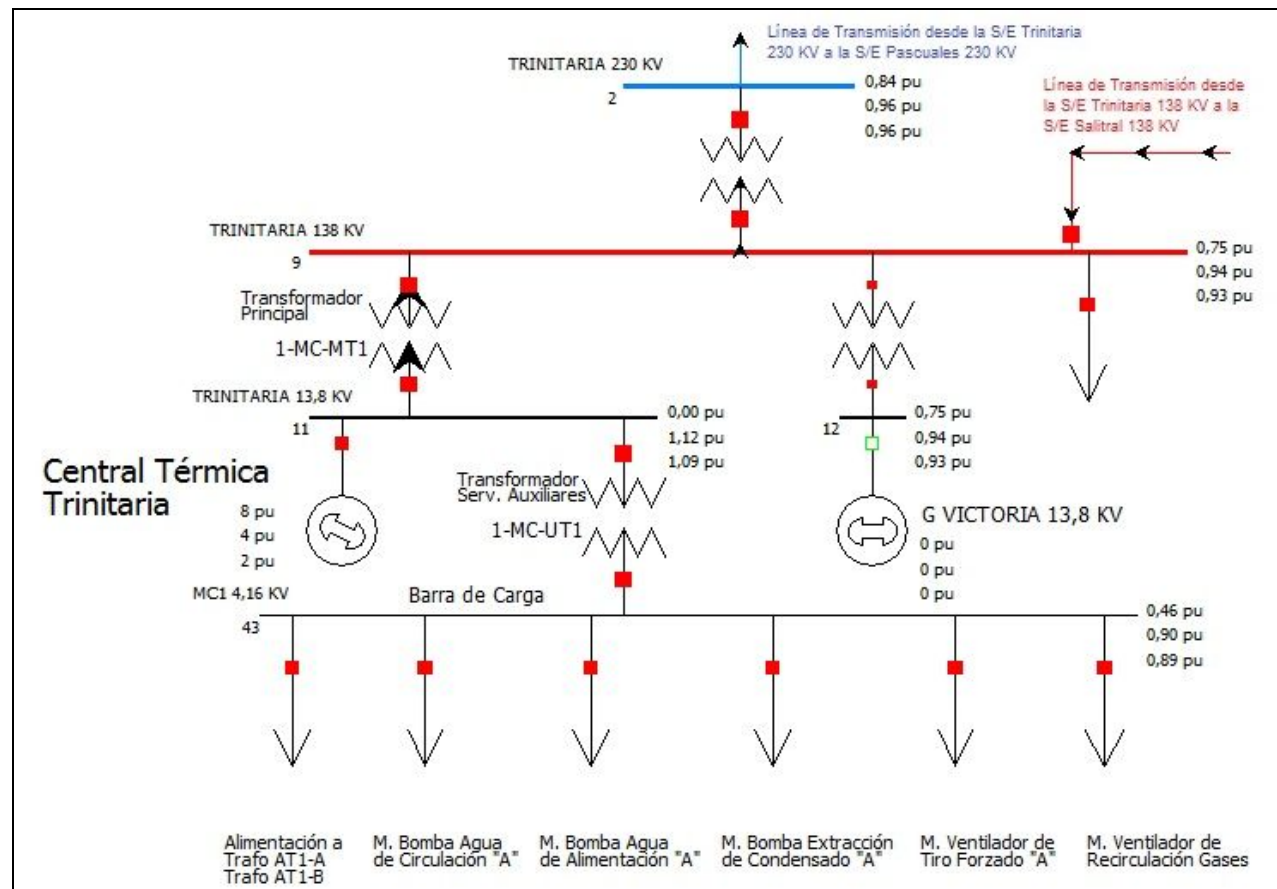 Línea de Transmisión desde la S/E Trinitaria
230 KV a la S/E Pascuales 230 KV
TRINITARIA 230 KV
2
0,84 pu
0,96 pu
0,96 pu
Línea de Transmisión desde
la S/E Trinitaria 138 KV a la
S/E Salitral 138 KV
TRINITARIA 138 KV
9
0,75 pu
0,94 pu
0,93 pu
Transformador
Principal
1-MC-MT1
TRINITARIA 13,8 KV
11
0,00 pu
1,12 pu
1,09 pu
12
0,75 pu
0,94 pu
0,93 pu
Central Térmica
Trinitaria
8 pu
4 pu
2 pu
Transformador
Serv. Auxiliares
1-MC-UT1
G VICTORIA 13,8 KV
0 pu
0 pu
0 pu
MC1 4,16 KV
43
Barra de Carga
0,46 pu
0,90 pu
0,89 pu
Alimentación a
Trafo AT1-A
Trafo AT1-B
M. Bomba Agua
de Circulación "A"
M. Bomba Agua
de Alimentación "A"
M. Bomba Extracción
de Condensado "A"
M. Ventilador de
Tiro Forzado "A"
M. Ventilador de
Recirculación Gases